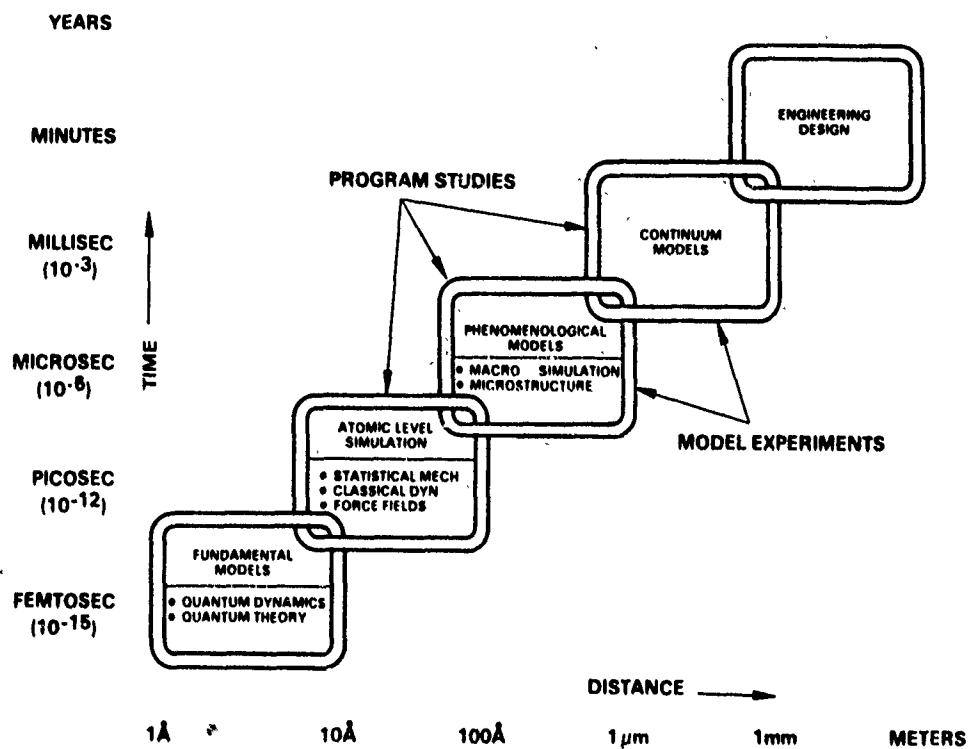 YEARS
ENGINEERING
DESIGN
MINUTES
PROGRAM STUDIES
CONTINUUM
MODELS
MILLISEC
(10-3)
PHENOMENOLOGICAL
MODELS
• MACRO SIMULATION
• MICROSTRUCTURE
MICROSEC
(10-6)
TIME
ATOMIC LEVEL
SIMULATION
MODEL EXPERIMENTS
• STATISTICAL MECH
• CLASSICAL DYN
• FORCE FIELDS
PICOSEC
(10-12)
FUNDAMENTAL
MODELS
• QUANTUM DYNAMICS
• QUANTUM THEORY
FEMTOSEC
(10-15)
DISTANCE
1Å 10Å 100Å 1 μm 1mm METERS